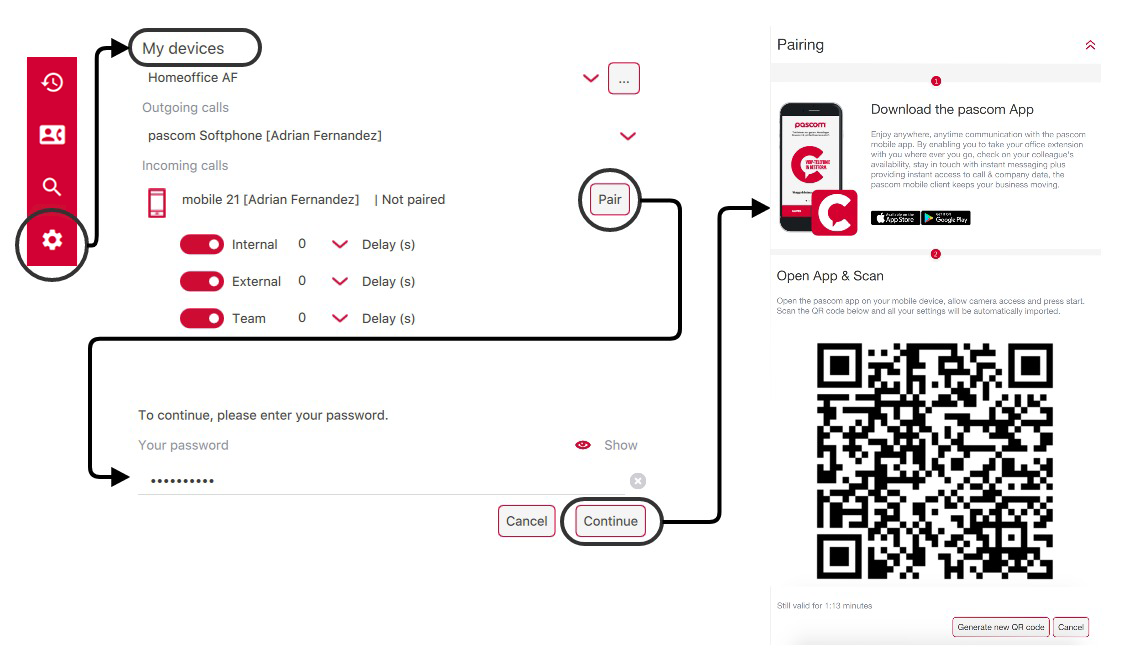 My devices
Homeoffice AF
...
Outgoing calls
pascom Softphone [Adrian Fernandez]
Incoming calls
mobile 21 [Adrian Fernandez] | Not paired
Pair
Internal 0 Delay (s)
External 0 Delay (s)
Team 0 Delay (s)
To continue, please enter your password.
Your password
Show
••••••••••
Cancel
Continue
Pairing
1
Download the pascom App
pascom
Enjoy anywhere, anytime communication with the pascom
mobile app. By enabling you to take your office extension
with you where ever you go, check on your colleague's
availability, stay in touch with instant messaging plus
providing instant access to call & company data, the
pascom mobile client keeps your business moving.
App Store
Google Play
2
Open App & Scan
Open the pascom app on your mobile device, allow camera access and press start.
Scan the QR code below and all your settings will be automatically imported.
Still valid for 1:13 minutes
Generate new QR code
Cancel